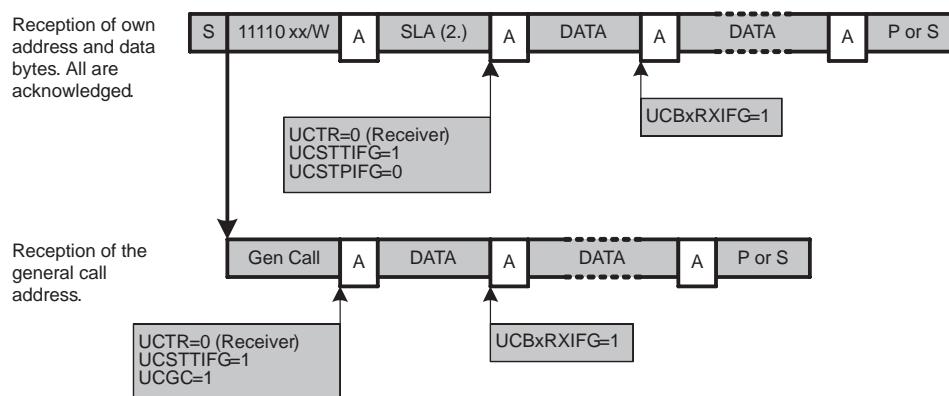 Reception of own
address and data
bytes. All are
acknowledged.
S 11110 xx/W A SLA (2.) A DATA A DATA A P or S
UCTR=0 (Receiver)
UCSTTIFG=1
UCSTPIFG=0
UCBxRXIFG=1
Reception of the
general call
address.
Gen Call A DATA A DATA A P or S
UCTR=0 (Receiver)
UCSTTIFG=1
UCGC=1
UCBxRXIFG=1